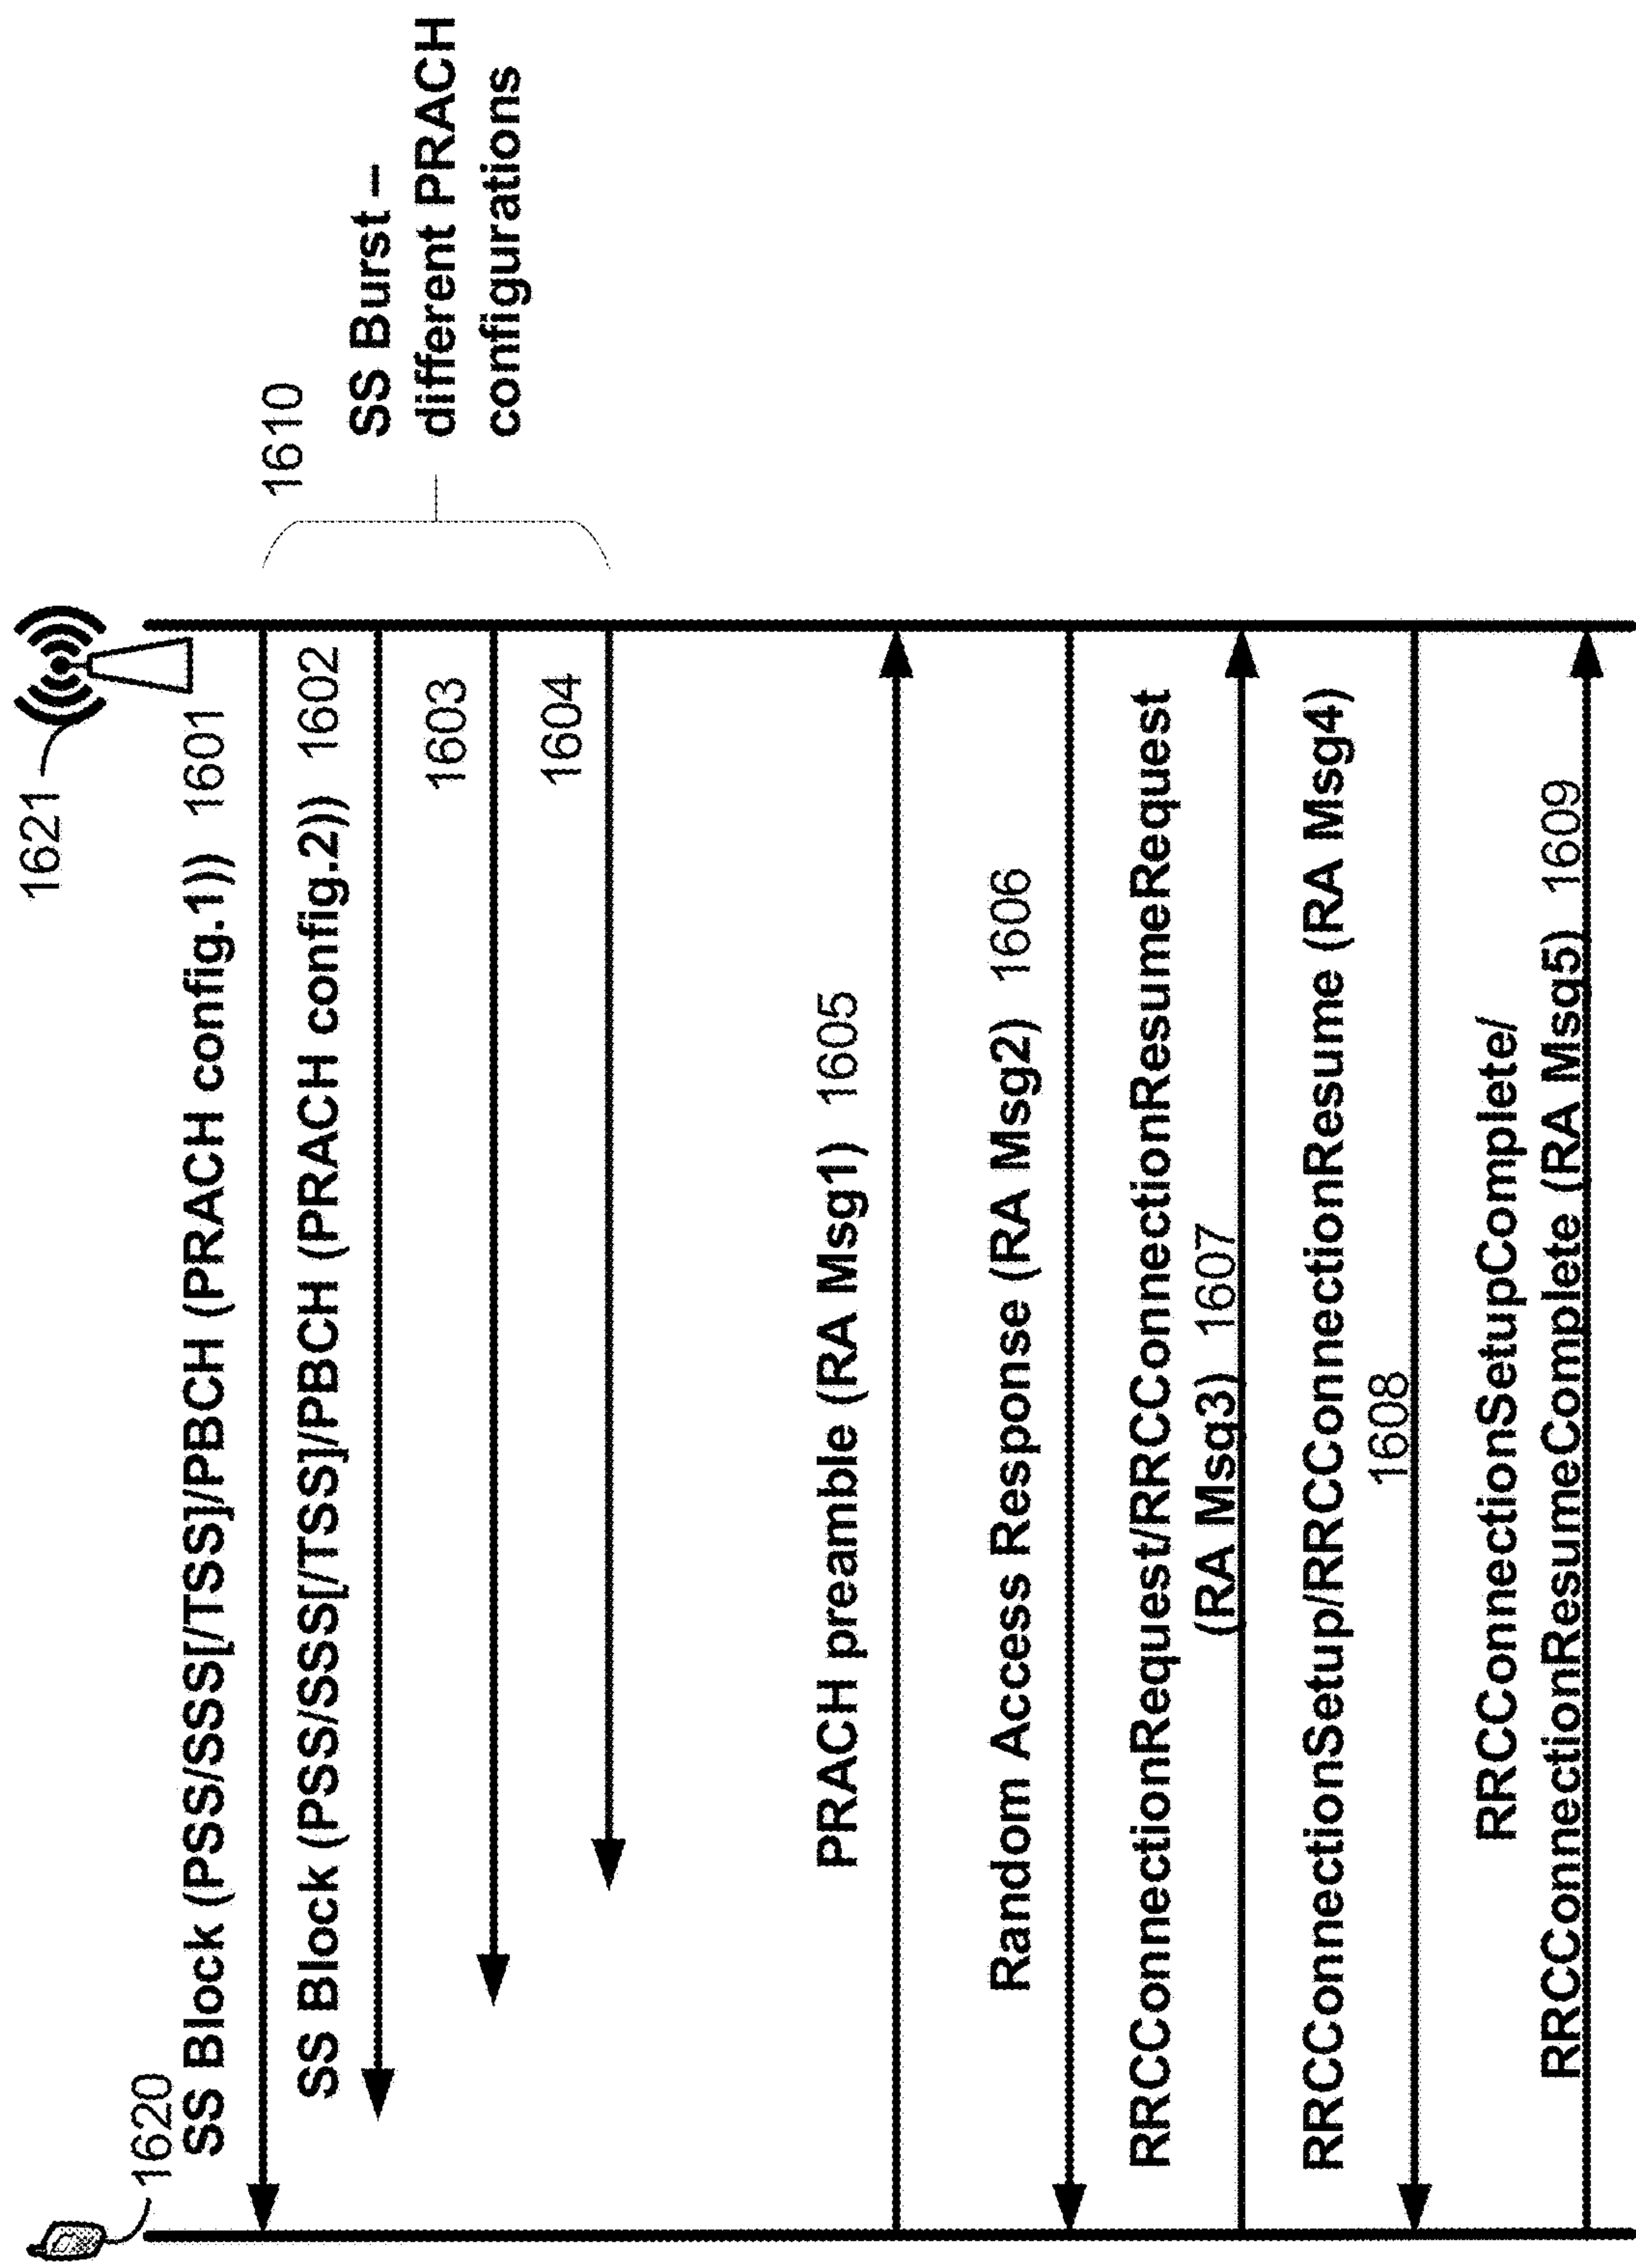 1620
1621
SS Block (PSS/SSS[/TSS]/PBCH (PRACH config.1)) 1601
SS Block (PSS/SSS[/TSS]/PBCH (PRACH config.2)) 1602
1603
1604
1610
SS Burst –
different PRACH
configurations
PRACH preamble (RA Msg1) 1605
Random Access Response (RA Msg2) 1606
RRCConnectionRequest/RRCConnectionResumeRequest
(RA Msg3) 1607
RRCConnectionSetup/RRCConnectionResume (RA Msg4)
1608
RRCConnectionSetupComplete/
RRCConnectionResumeComplete (RA Msg5) 1609